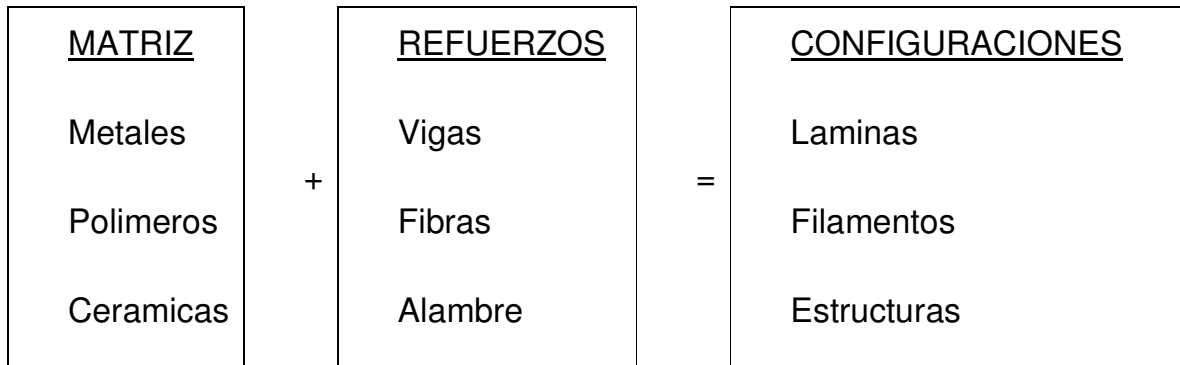 MATRIZ REFUERZOS CONFIGURACIONES
Metales Vigas Laminas
+ =
Polimeros Fibras Filamentos
Ceramicas Alambre Estructuras